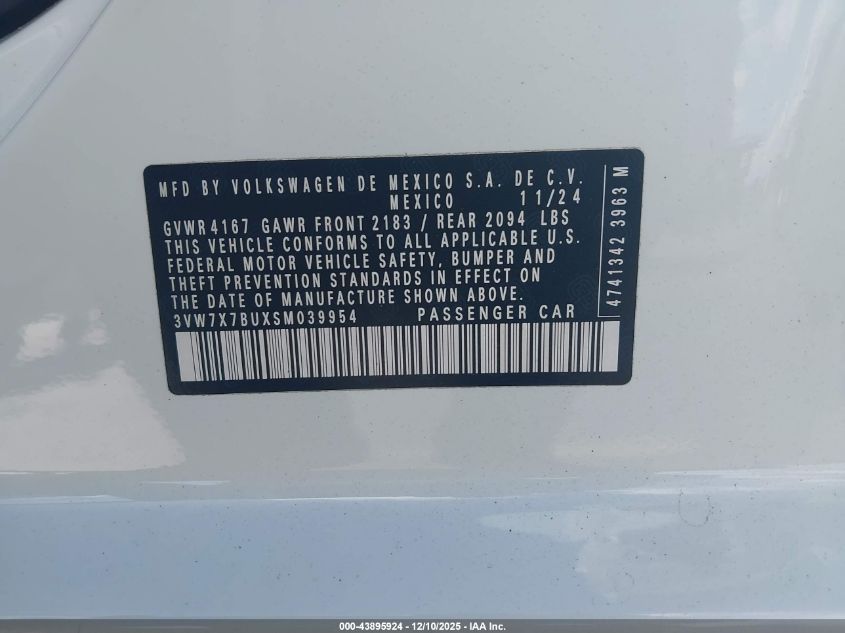 MFD BY VOLKSWAGEN DE MEXICO S.A. DE C.V.
MEXICO 11/24
GVWR 4167 GAWR FRONT 2183 / REAR 2094 LBS
THIS VEHICLE CONFORMS TO ALL APPLICABLE U.S.
FEDERAL MOTOR VEHICLE SAFETY, BUMPER AND
THEFT PREVENTION STANDARDS IN EFFECT ON
THE DATE OF MANUFACTURE SHOWN ABOVE.
3VW7X7BUXSM039954 PASSENGER CAR
4741342 3963 M
000-43895924 - 12/10/2025 - IAA Inc.